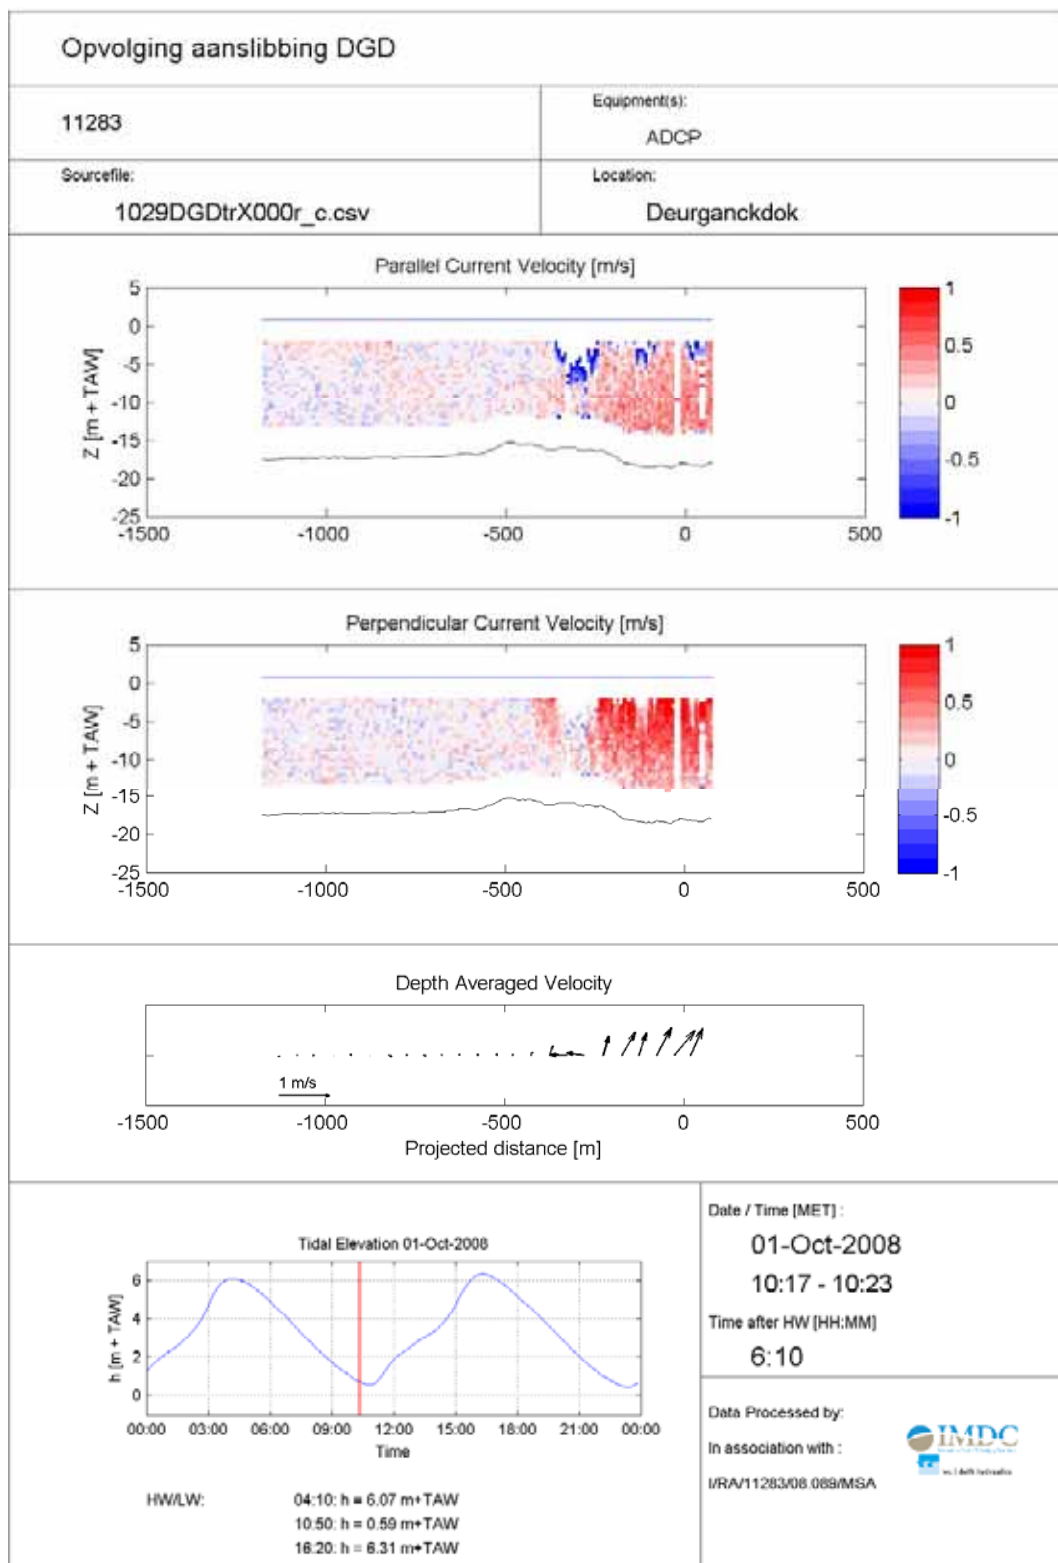 Opvolging aanslibbing DGD
11283
Equipment(s):
ADCP
Sourcefile:
1029DGDtrX000r_c.csv
Location:
Deurganckdok
Parallel Current Velocity [m/s]
5
0
-5
-10
-15
-20
-25
Z [m + TAW]
-1500
-1000
-500
0
500
1
0.5
0
-0.5
-1
Perpendicular Current Velocity [m/s]
5
0
-5
-10
-15
-20
-25
Z [m + TAW]
-1500
-1000
-500
0
500
1
0.5
0
-0.5
-1
Depth Averaged Velocity
1 m/s
-1500
-1000
-500
0
500
Projected distance [m]
Tidal Elevation 01-Oct-2008
6
4
2
0
h [m + TAW]
00:00
03:00
06:00
09:00
12:00
15:00
18:00
21:00
00:00
Time
HW/LW:
04:10: h = 6.07 m+TAW
10:50: h = 0.59 m+TAW
16:20: h = 6.31 m+TAW
Date / Time [MET] :
01-Oct-2008
10:17 - 10:23
Time after HW [HH:MM]
6:10
Data Processed by:
IMDC
In association with :
wl | delft hydraulics
I/RA/11283/08.089/MSA